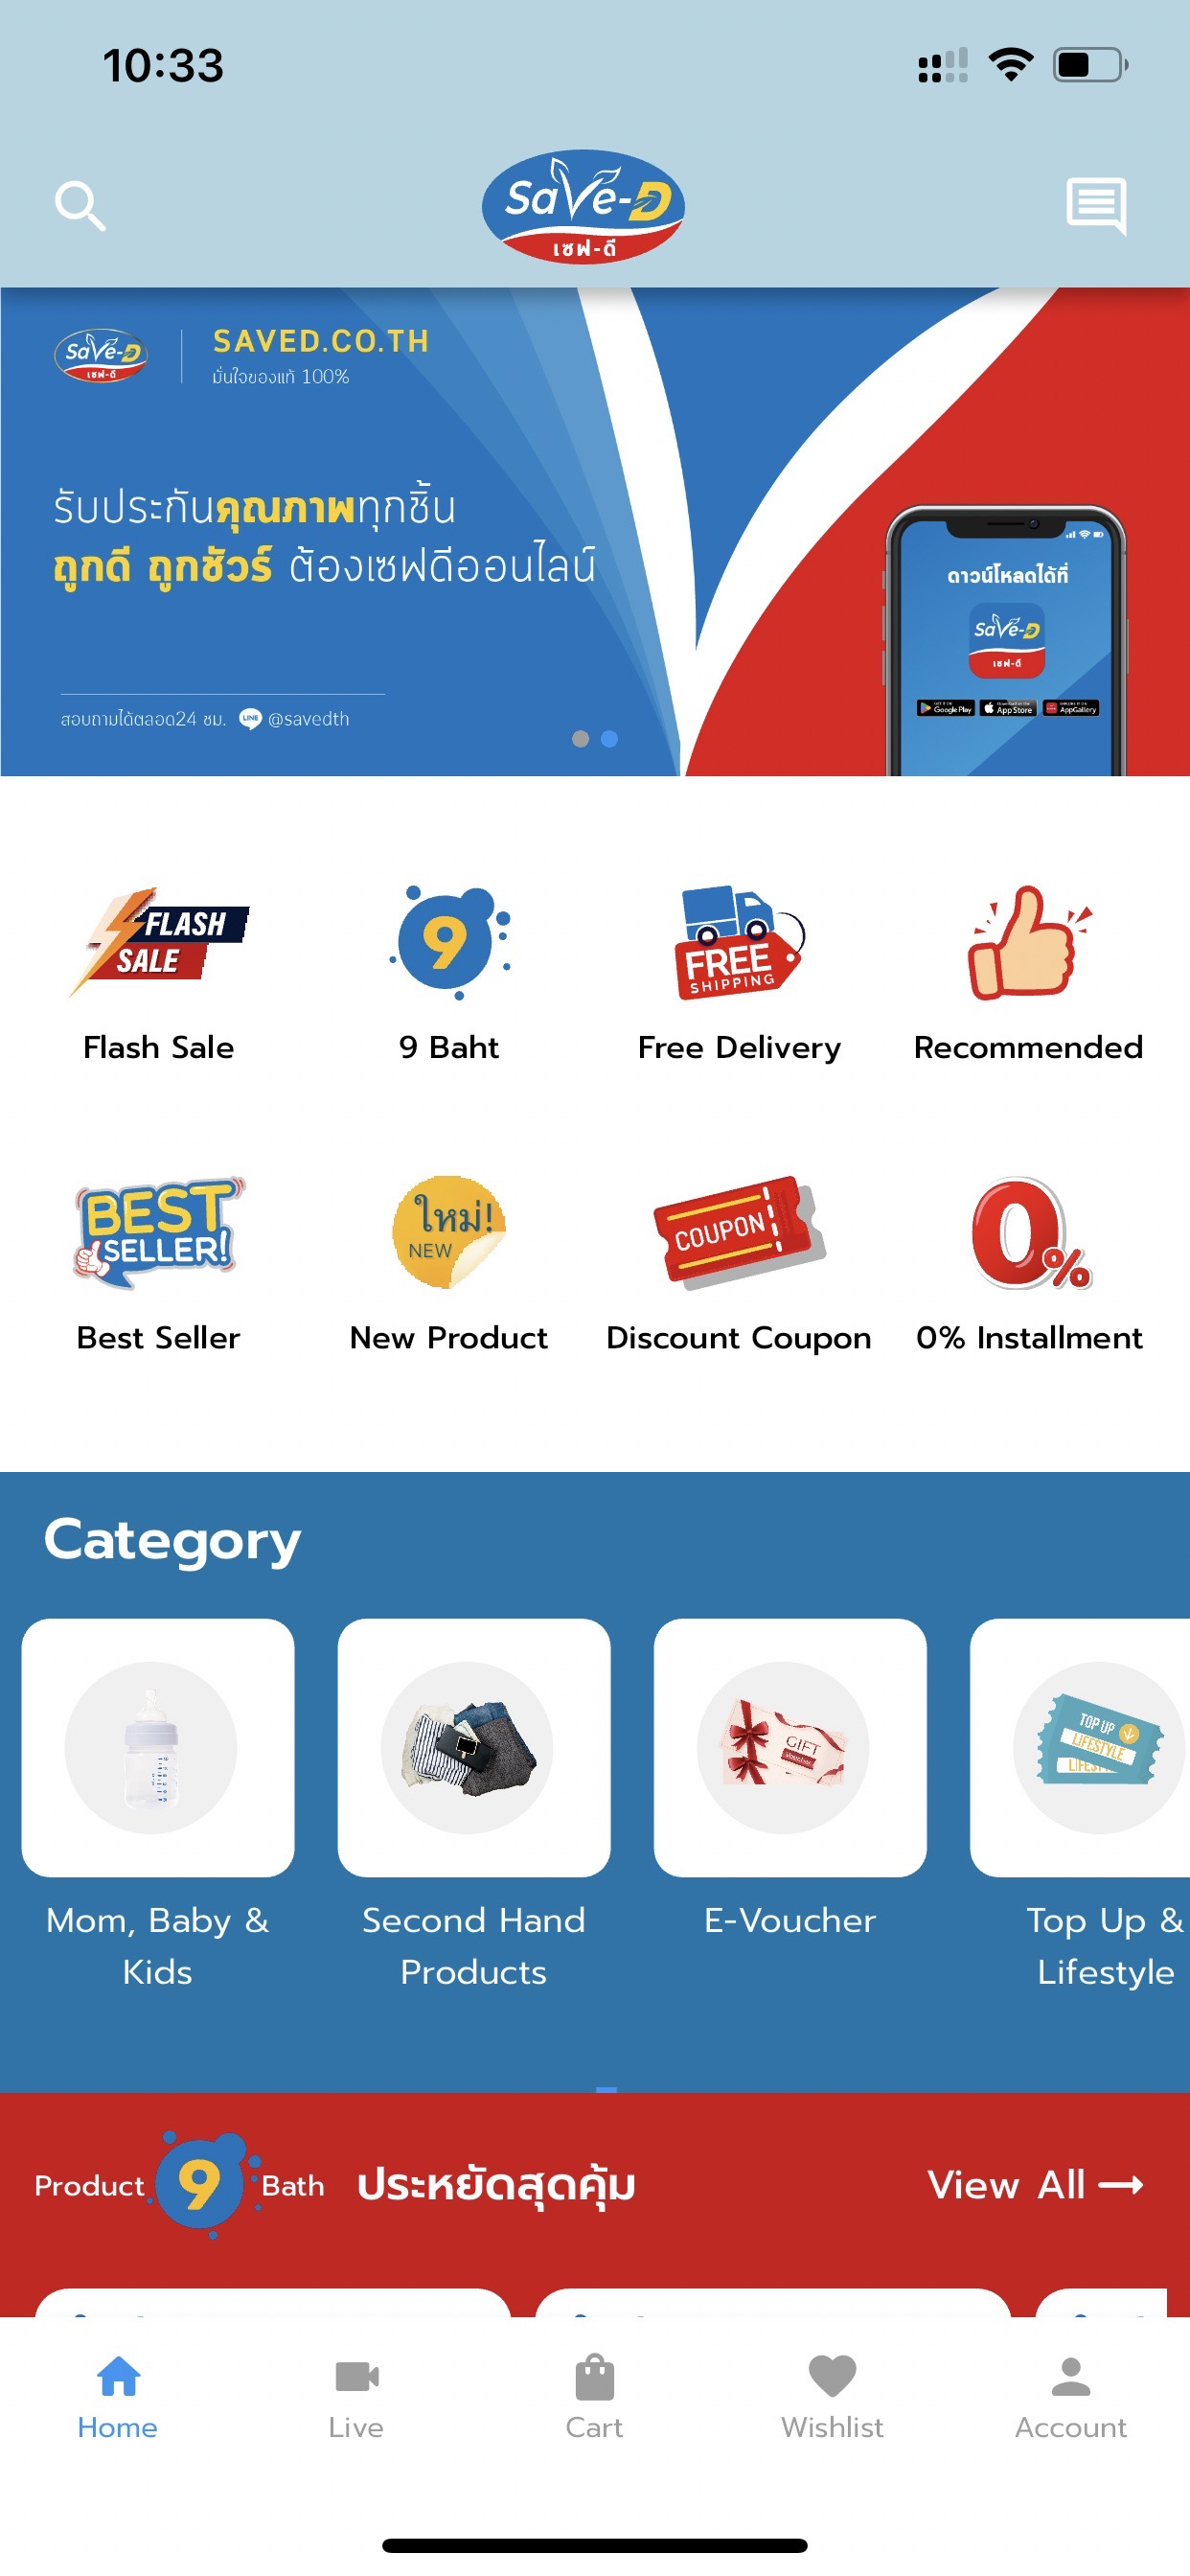 10:33
Save-D
เซฟ-ดี
Save-D
เซฟ-ดี
SAVED.CO.TH
มั่นใจของแท้ 100%
รับประกันคุณภาพทุกชิ้น
ถูกดี ถูกชัวร์ ต้องเซฟดีออนไลน์
สอบถามได้ตลอด24 ชม. LINE @savedth
ดาวน์โหลดได้ที่
Save-D
เซฟ-ดี
Google Play App Store AppGallery
FLASH
SALE
9
FREE
SHIPPING
Flash Sale 9 Baht Free Delivery Recommended
BEST
SELLER!
ใหม่!
NEW
COUPON
0%
Best Seller New Product Discount Coupon 0% Installment
Category
GIFT
Voucher
TOP UP
LIFESTYLE
Mom, Baby &
Kids
Second Hand
Products
E-Voucher
Top Up &
Lifestyle
Product 9 Bath ประหยัดสุดคุ้ม View All
Home Live Cart Wishlist Account